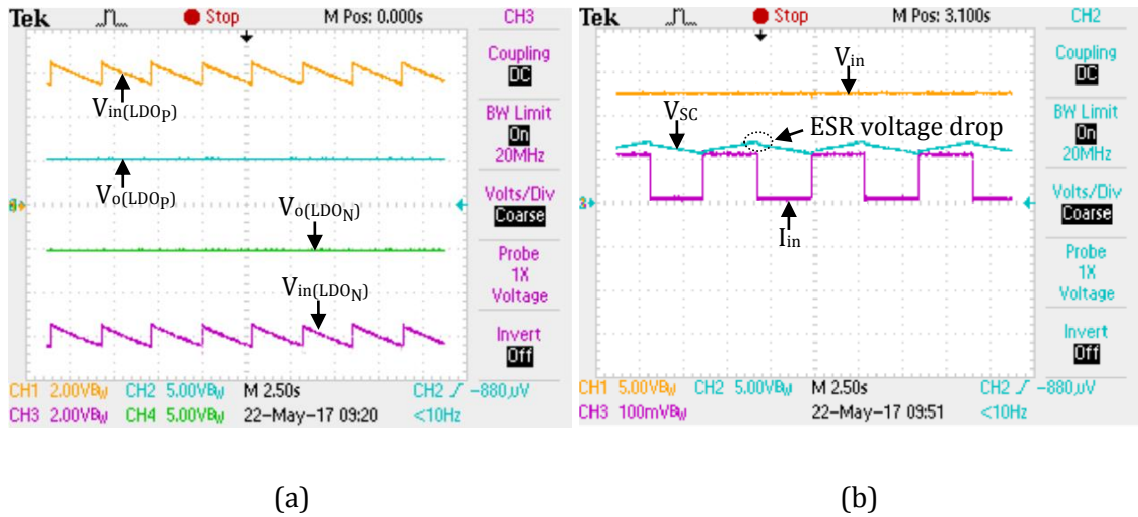 Tek Stop M Pos: 0.000s CH3
Coupling
DC
BW Limit
On
20MHz
Volts/Div
Coarse
Probe
1X
Voltage
Invert
Off
Vin(LDOP)
Vo(LDOP)
Vo(LDON)
Vin(LDON)
CH1 2.00VBW CH2 5.00VBW M 2.50s CH2 -880uV
CH3 2.00VBW CH4 5.00VBW 22-May-17 09:20 <10Hz
(a)
Tek Stop M Pos: 3.100s CH2
Coupling
DC
BW Limit
On
20MHz
Volts/Div
Coarse
Probe
1X
Voltage
Invert
Off
Vin
VSC
ESR voltage drop
3
Iin
CH1 5.00VBW CH2 5.00VBW M 2.50s CH2 -880uV
CH3 100mVBW 22-May-17 09:51 <10Hz
(b)